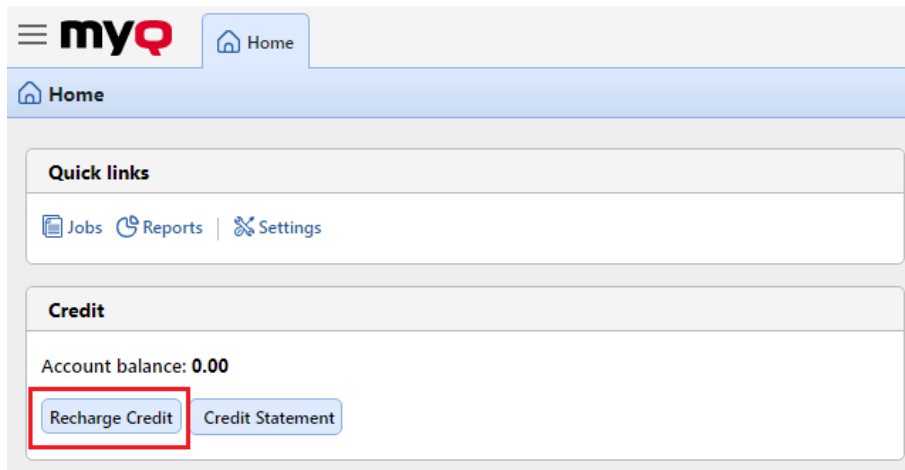 myQ
Home
Home
Quick links
Jobs Reports | Settings
Credit
Account balance: 0.00
Recharge Credit Credit Statement